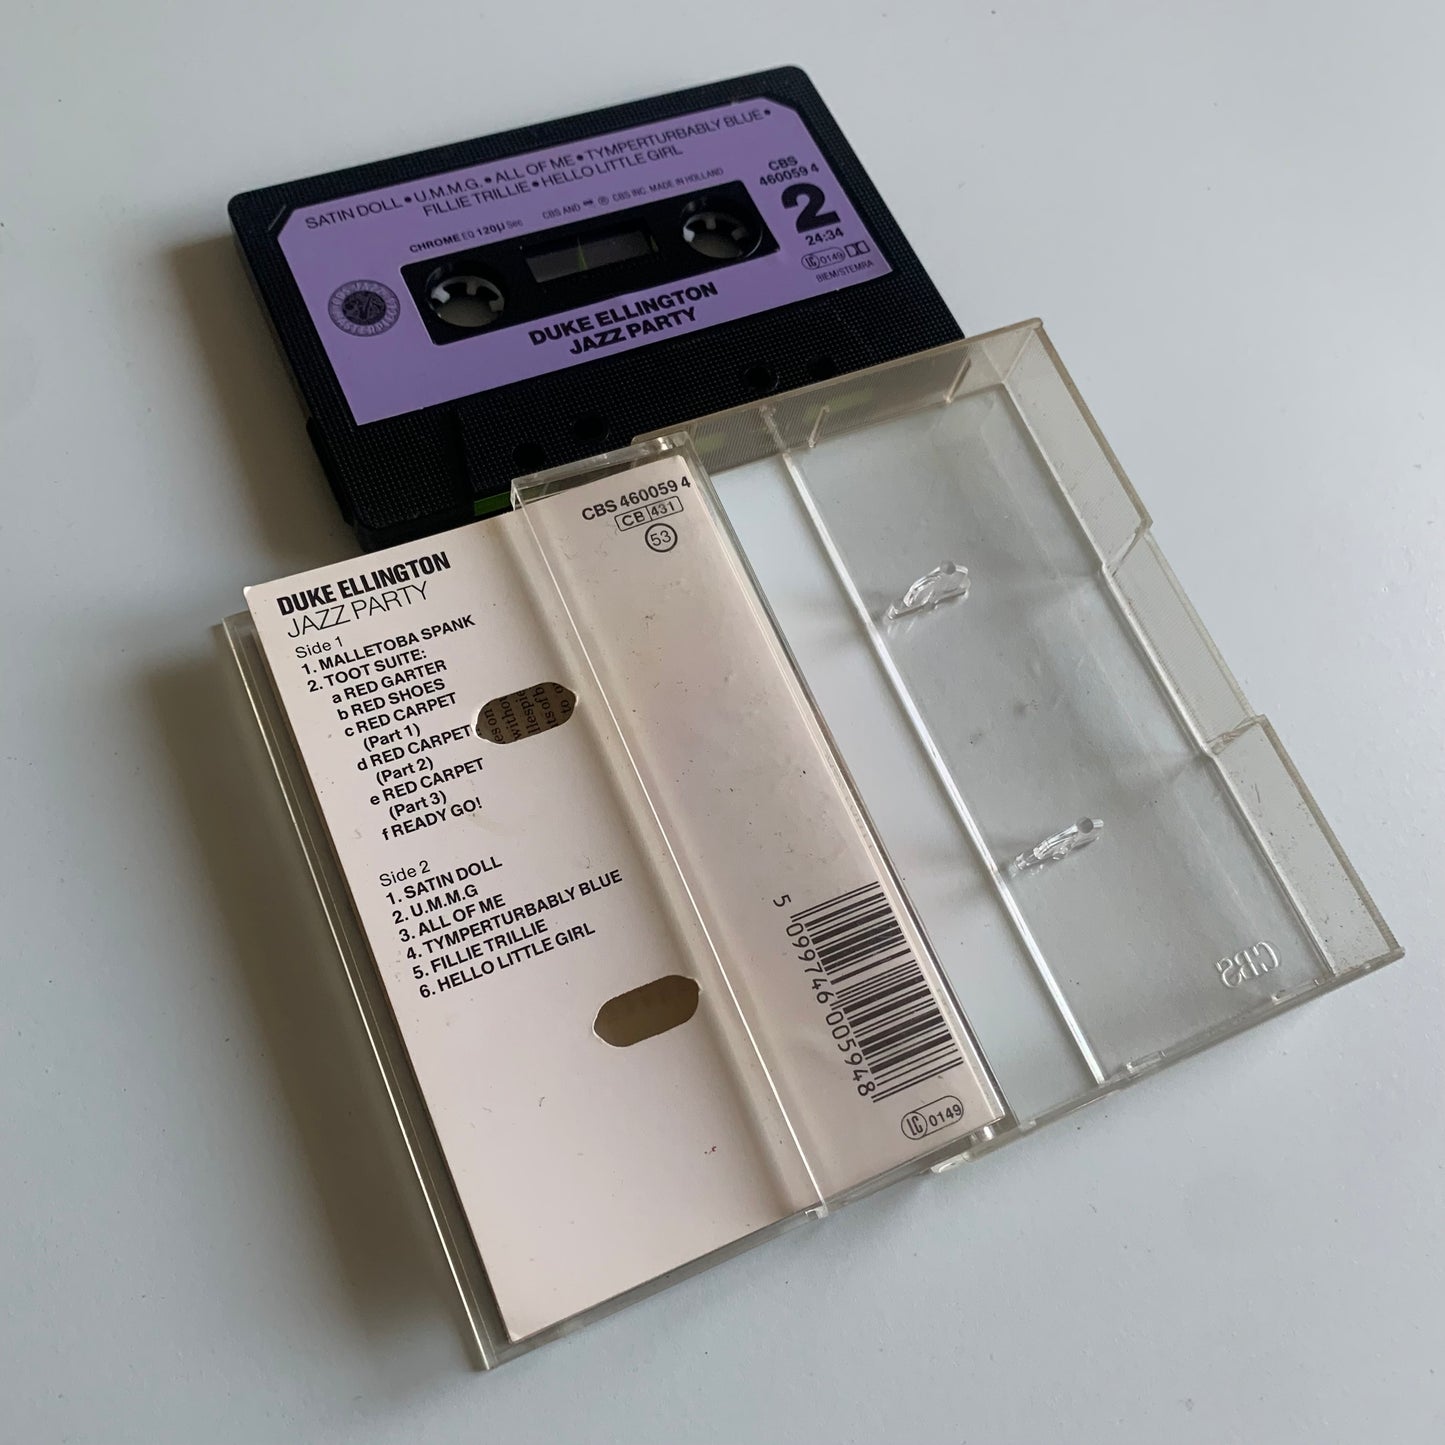 SATIN DOLL • U.M.M.G. • ALL OF ME • TYMPERTURBABLY BLUE •
FILLIE TRILLIE • HELLO LITTLE GIRL
CBS
460059 4
2
24:34
LC 0149
BIEM/STEMRA
CHROME EQ 120µ Sec
CBS AND ℗ CBS INC. MADE IN HOLLAND
CBS JAZZ MASTERPIECES
DUKE ELLINGTON
JAZZ PARTY
CBS 460059 4
CB 431
53
DUKE ELLINGTON
JAZZ PARTY
Side 1
1. MALLETOBA SPANK
2. TOOT SUITE:
a RED GARTER
b RED SHOES
c RED CARPET
(Part 1)
d RED CARPET
(Part 2)
e RED CARPET
(Part 3)
f READY GO!
Side 2
1. SATIN DOLL
2. U.M.M.G
3. ALL OF ME
4. TYMPERTURBABLY BLUE
5. FILLIE TRILLIE
6. HELLO LITTLE GIRL
5 099746 005948
LC 0149
CBS